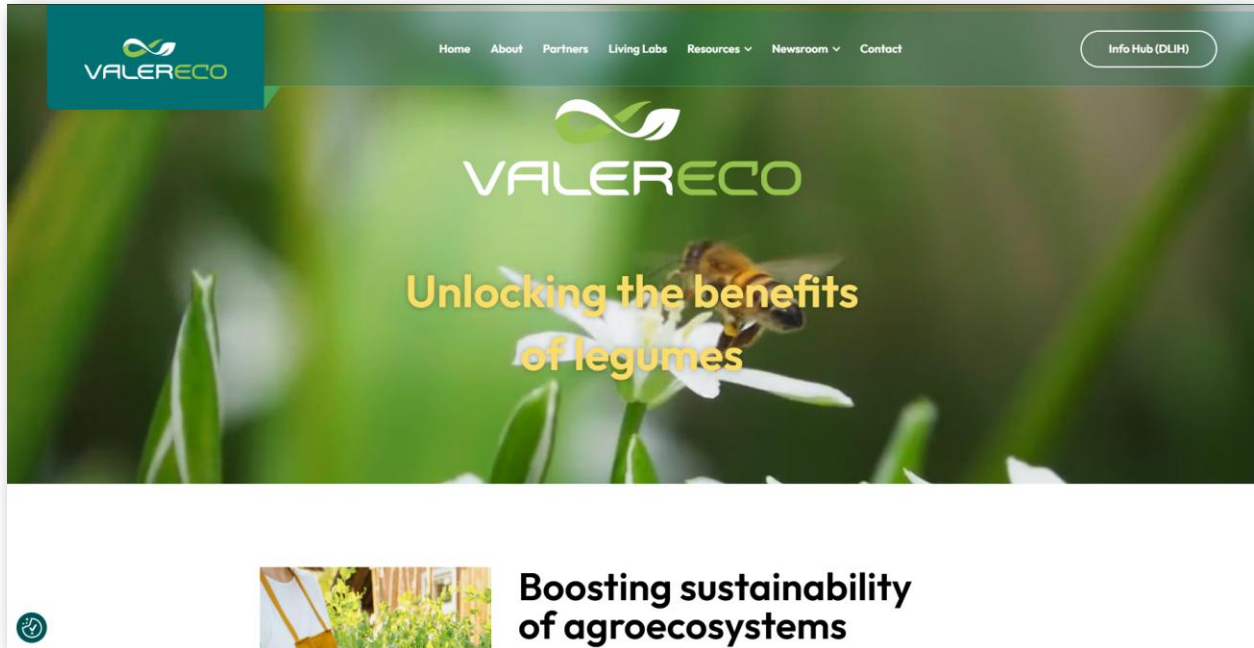 VALERECO
Home About Partners Living Labs Resources Newsroom Contact
Info Hub (DLIH)
VALERECO
Unlocking the benefits
of legumes
Boosting sustainability
of agroecosystems